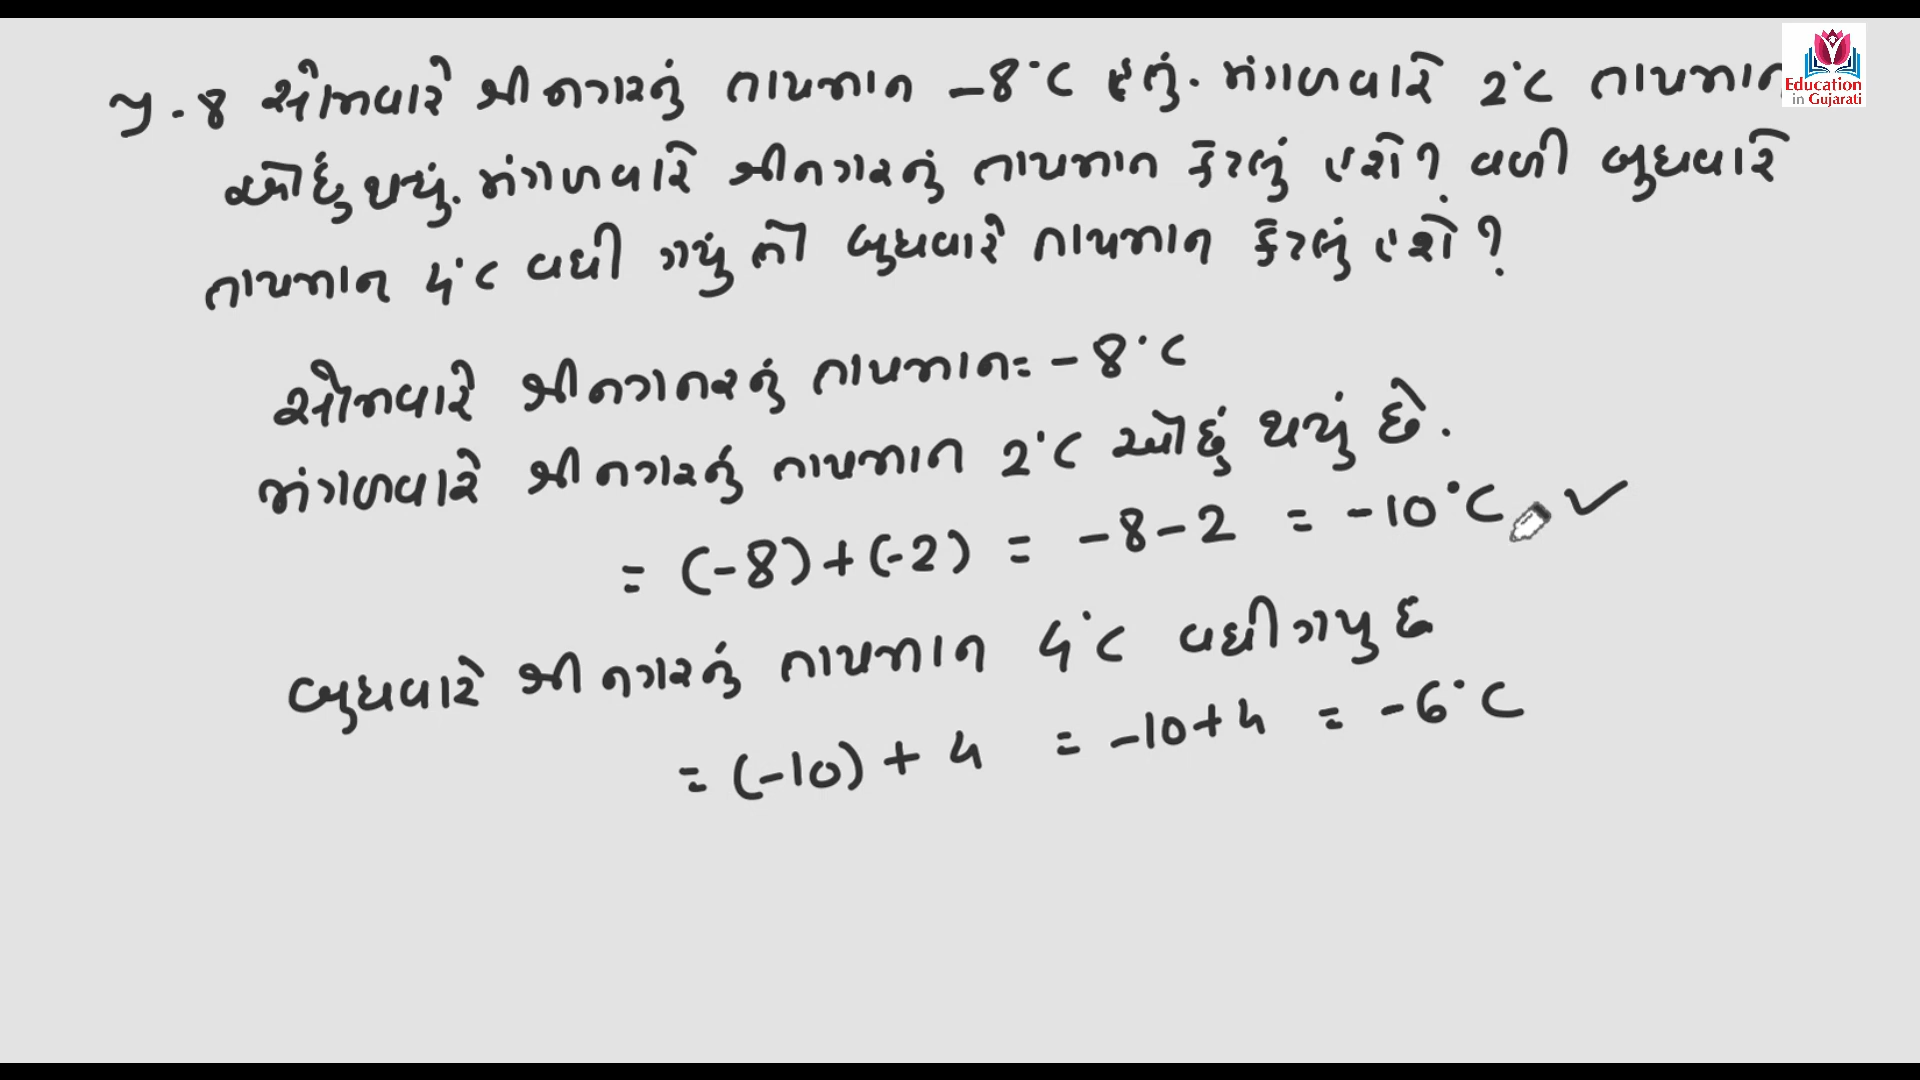 પ્ર.8 સોમવારે શ્રીનગરનું તાપમાન -8°C હતું. મંગળવારે 2°C તાપમાન
ઓછું થયું. મંગળવારે શ્રીનગરનું તાપમાન કેટલું હશે? વળી બુધવારે
તાપમાન 4°C વધી ગયું તો બુધવારે તાપમાન કેટલું હશે?
સોમવારે શ્રીનગનરનું તાપમાન = -8°C
મંગળવારે શ્રીનગરનું તાપમાન 2°C ઓછું થયું છે.
= (-8)+(-2) = -8-2 = -10°C ✓
બુધવારે શ્રીનગરનું તાપમાન 4°C વધી ગયુ છે
= (-10) + 4 = -10+4 = -6°C
Education
in Gujarati